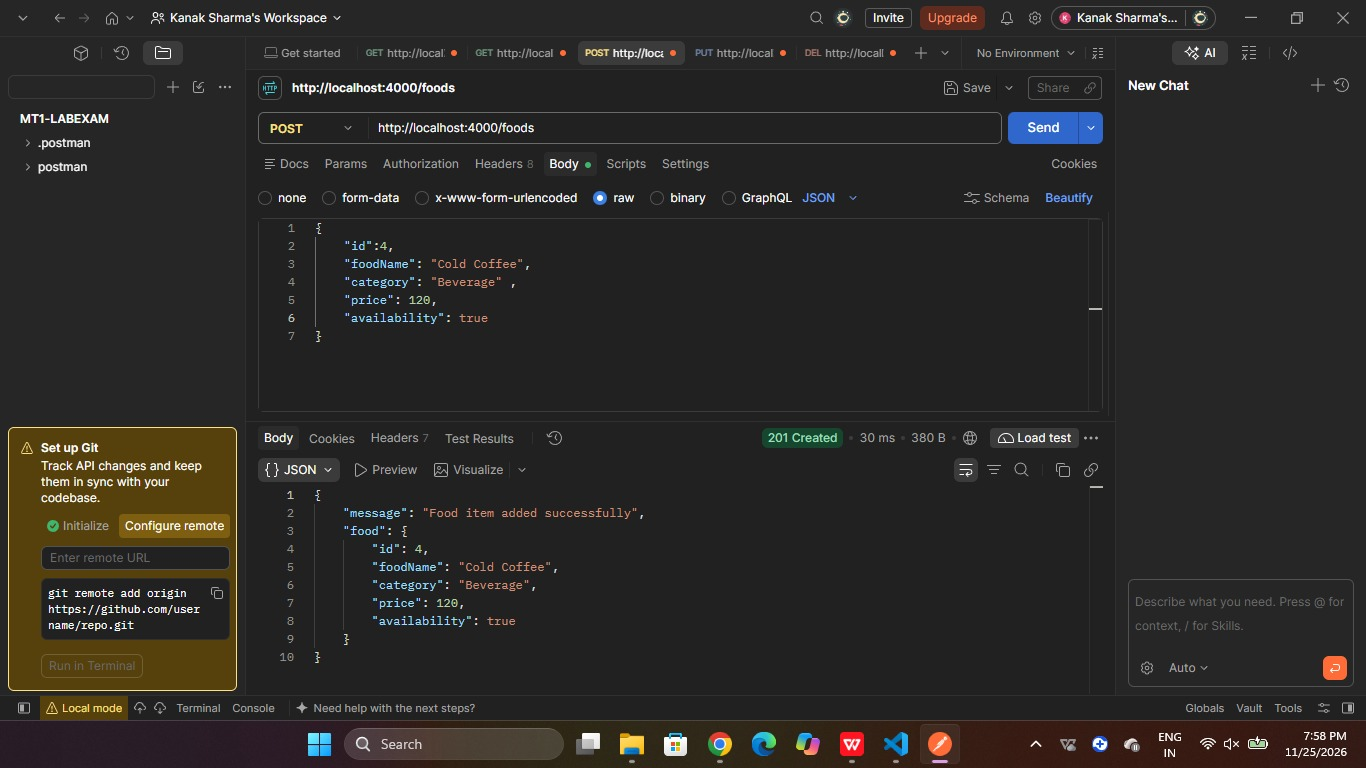 Kanak Sharma's Workspace
Invite
Upgrade
K Kanak Sharma's...
Get started
GET http://local
GET http://local
POST http://loca
PUT http://local
DEL http://locall
No Environment
AI
HTTP http://localhost:4000/foods
Save
Share
New Chat
MT1-LABEXAM
.postman
postman
POST
http://localhost:4000/foods
Send
Docs
Params
Authorization
Headers 8
Body
Scripts
Settings
Cookies
none
form-data
x-www-form-urlencoded
raw
binary
GraphQL
JSON
Schema
Beautify
1 {
2 "id":4,
3 "foodName": "Cold Coffee",
4 "category": "Beverage" ,
5 "price": 120,
6 "availability": true
7 }
Set up Git
Track API changes and keep
them in sync with your
codebase.
Initialize
Configure remote
Enter remote URL
git remote add origin
https://github.com/user
name/repo.git
Run in Terminal
Body
Cookies
Headers 7
Test Results
201 Created
30 ms
380 B
Load test
{} JSON
Preview
Visualize
1 {
2 "message": "Food item added successfully",
3 "food": {
4 "id": 4,
5 "foodName": "Cold Coffee",
6 "category": "Beverage",
7 "price": 120,
8 "availability": true
9 }
10 }
Describe what you need. Press @ for
context, / for Skills.
Auto
Local mode
Terminal
Console
Need help with the next steps?
Globals
Vault
Tools
Search
ENG
IN
7:58 PM
11/25/2026